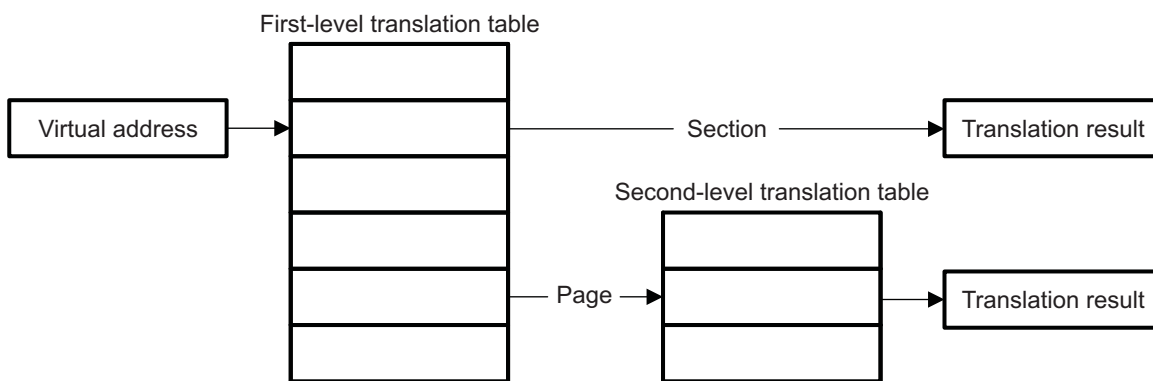 First-level translation table
Virtual address
Section
Translation result
Second-level translation table
Page
Translation result